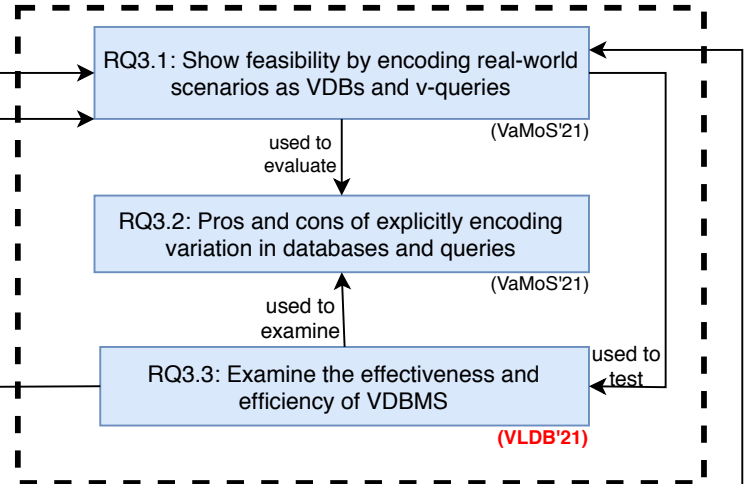 RQ3.1: Show feasibility by encoding real-world
scenarios as VDBs and v-queries
(VaMoS'21)
used to
evaluate
RQ3.2: Pros and cons of explicitly encoding
variation in databases and queries
(VaMoS'21)
used to
examine
RQ3.3: Examine the effectiveness and
efficiency of VDBMS
used to
test
(VLDB'21)